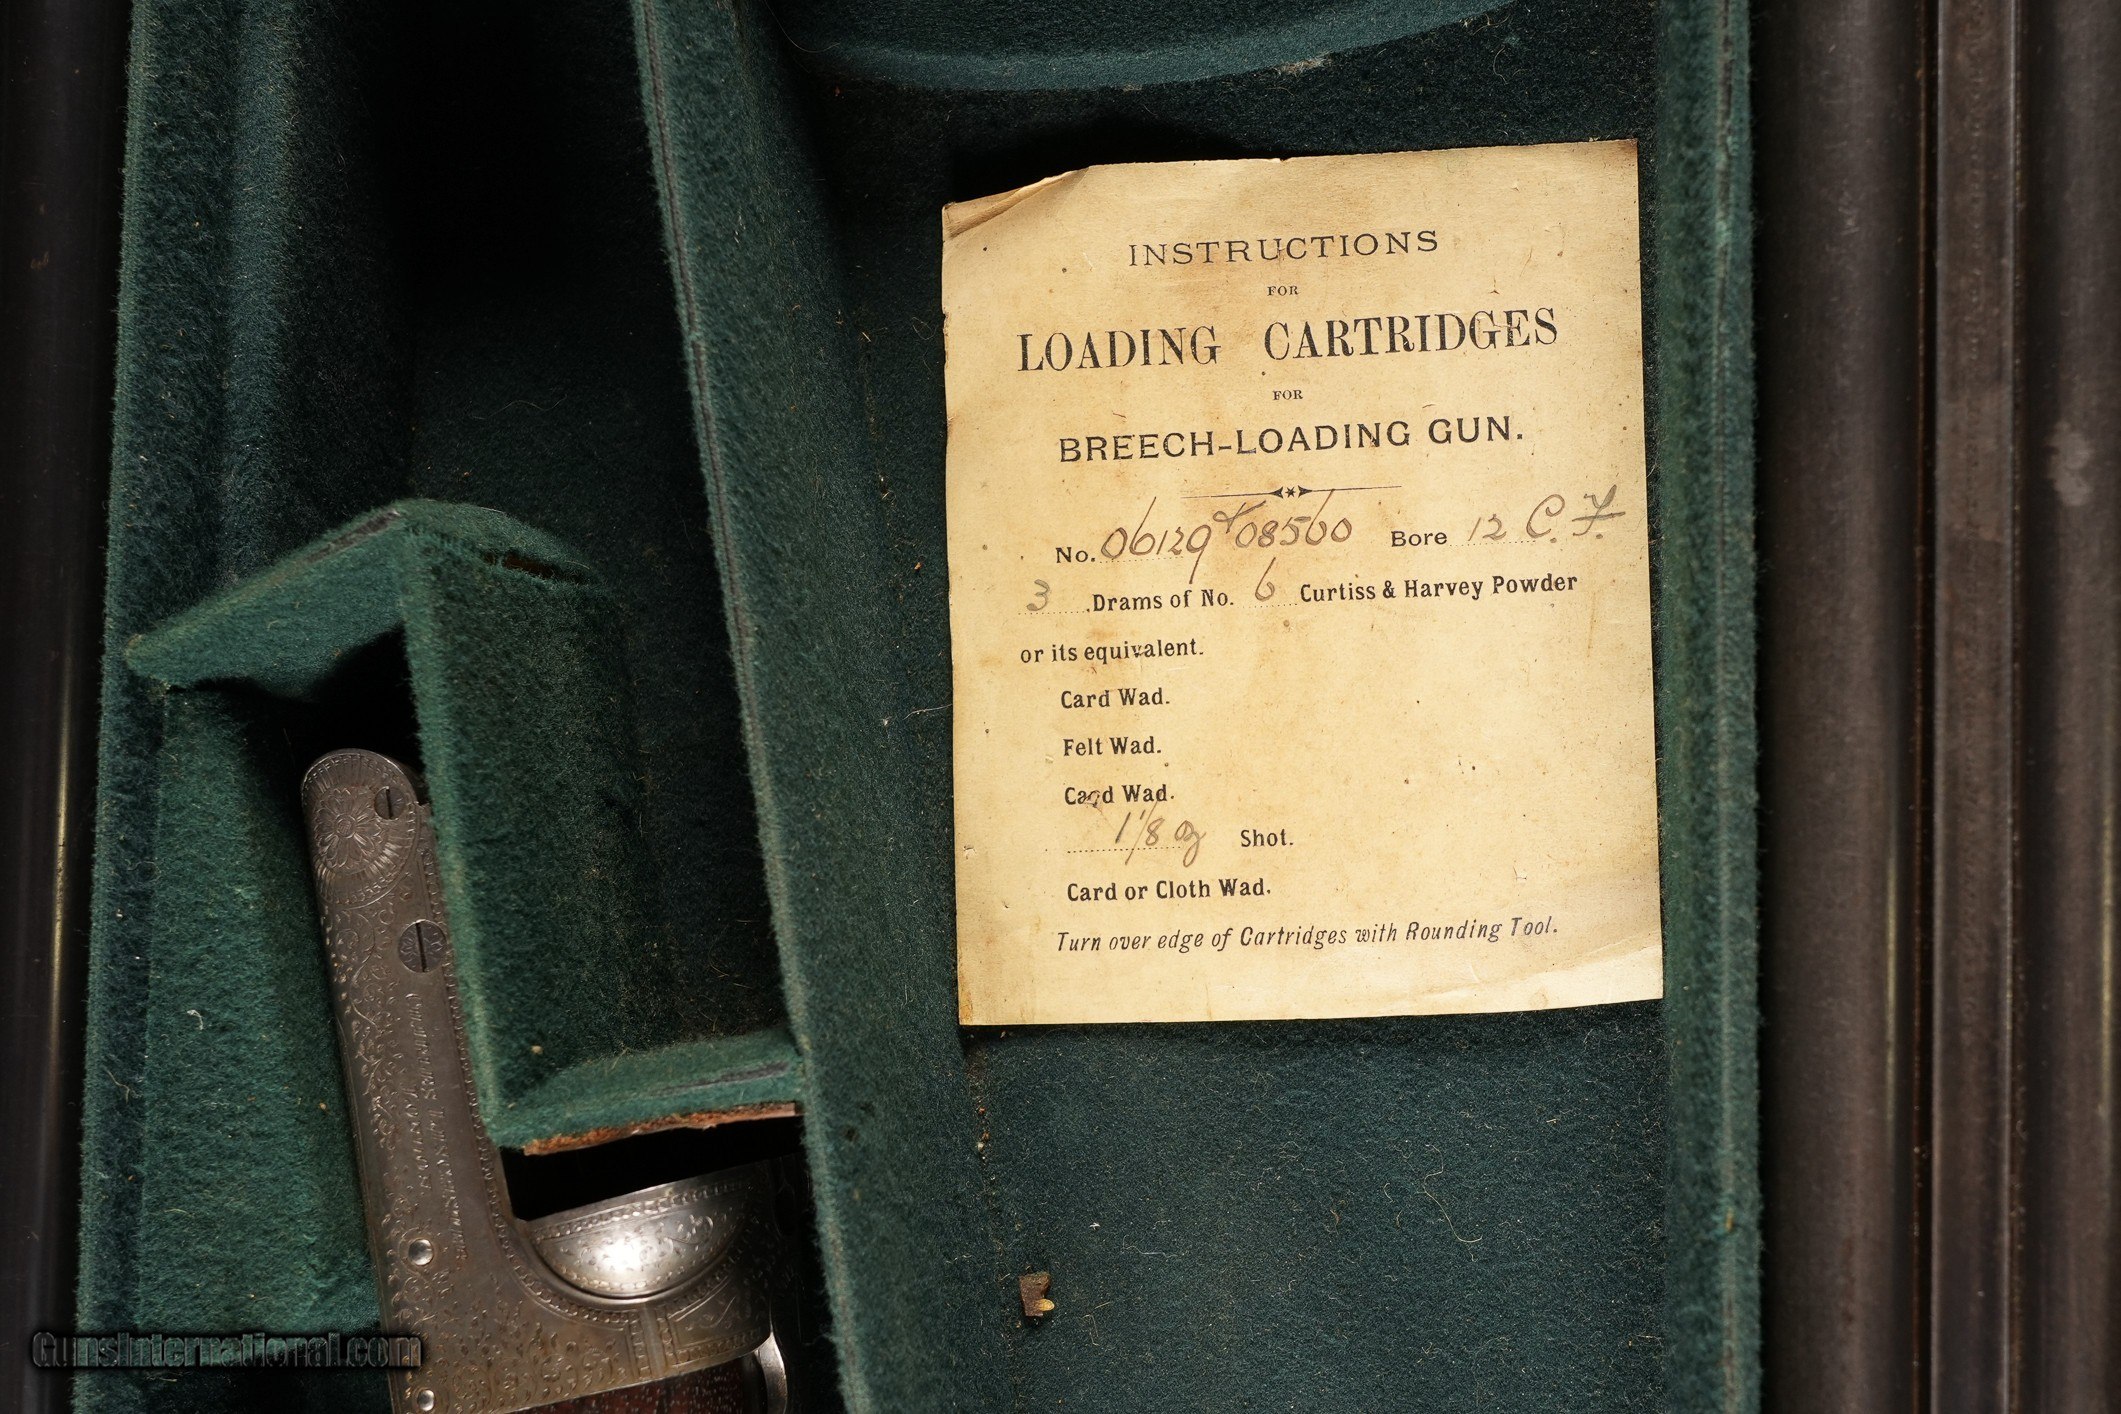 INSTRUCTIONS
FOR
LOADING CARTRIDGES
FOR
BREECH-LOADING GUN.
No. 06129 & 08560 Bore 12 C. F.
3 Drams of No. 6 Curtiss & Harvey Powder
or its equivalent.
Card Wad.
Felt Wad.
Card Wad.
1 1/8 oz Shot.
Card or Cloth Wad.
Turn over edge of Cartridges with Rounding Tool.
GunsInternational.com